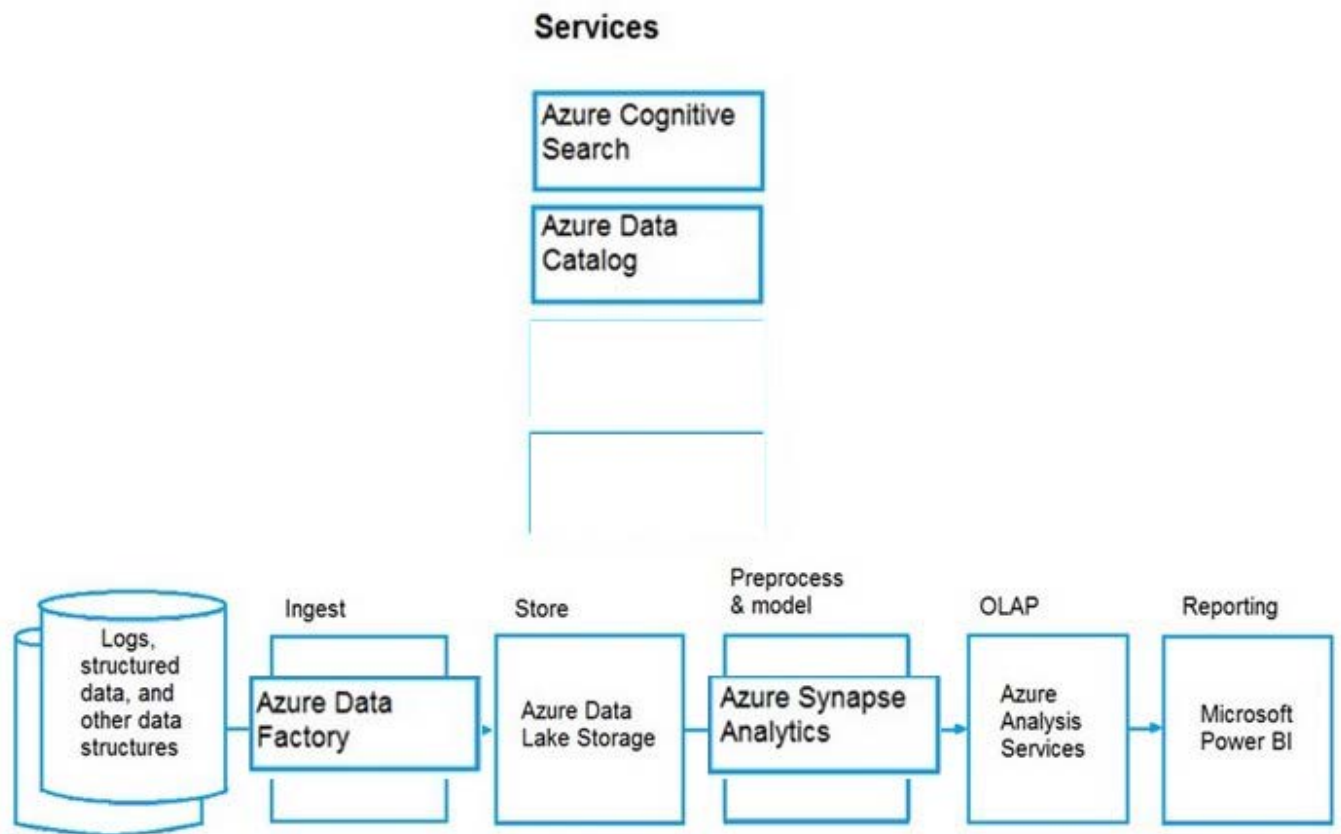 Services
Azure Cognitive
Search
Azure Data
Catalog
Ingest
Store
Preprocess
& model
OLAP
Reporting
Logs,
structured
data, and
other data
structures
Azure Data
Factory
Azure Data
Lake Storage
Azure Synapse
Analytics
Azure
Analysis
Services
Microsoft
Power BI